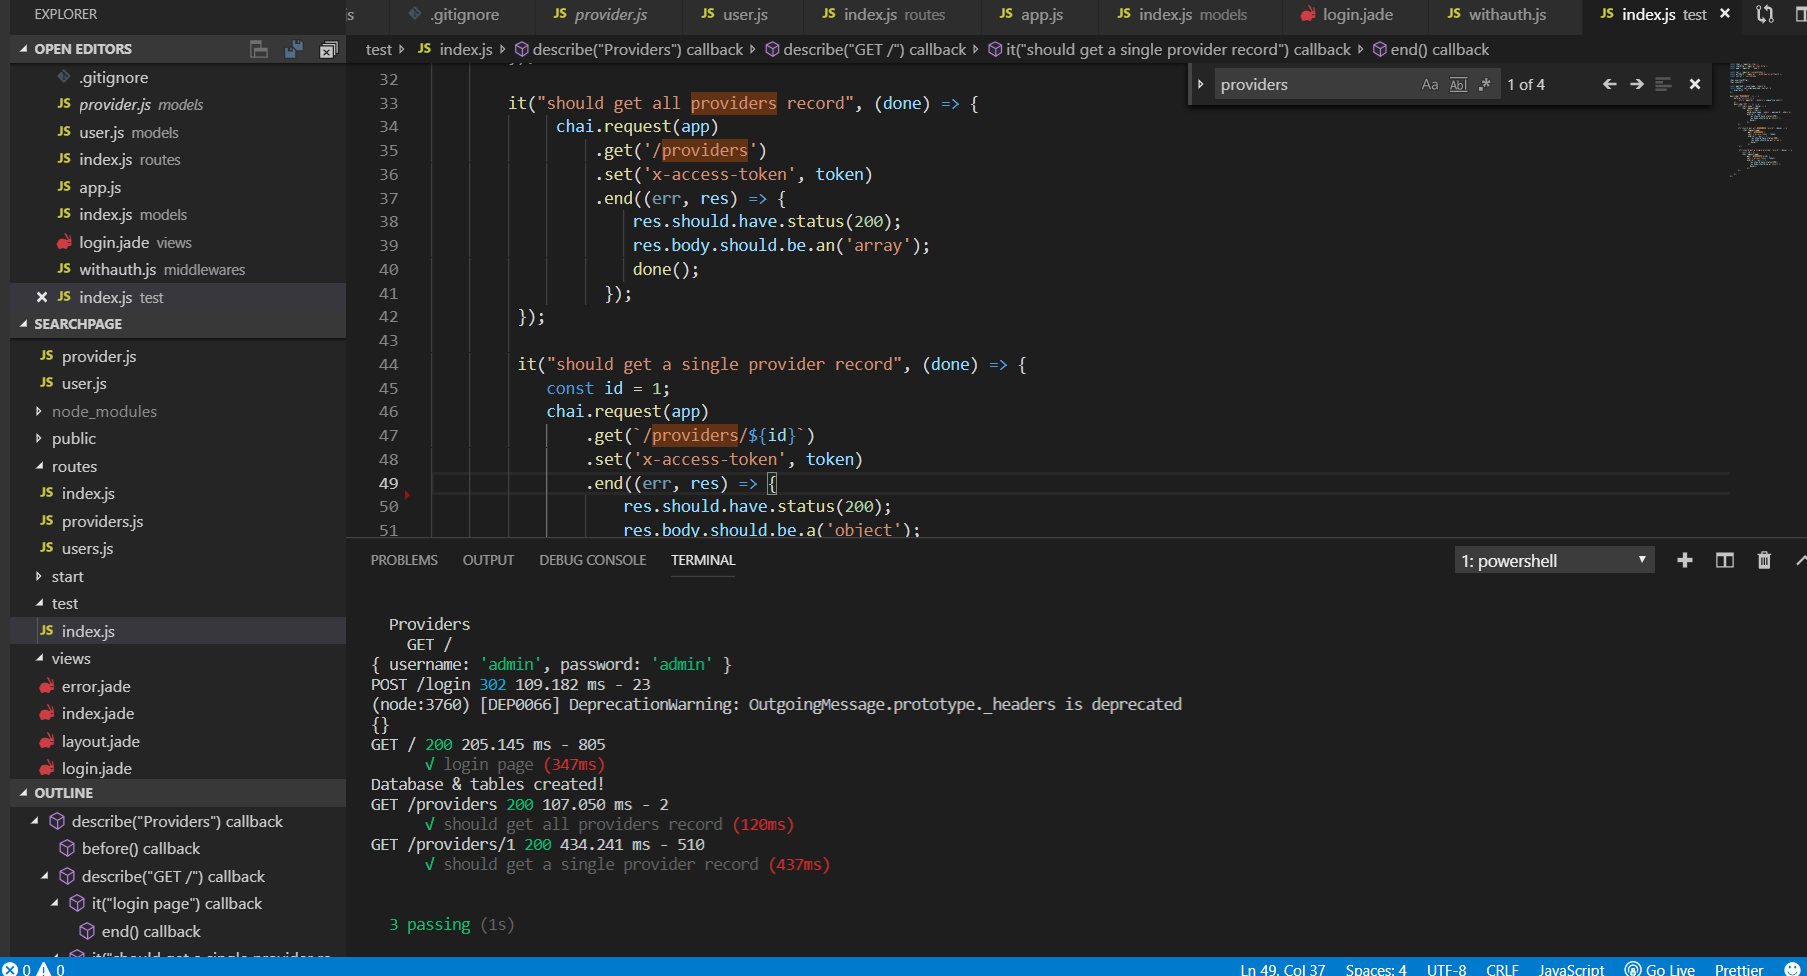 EXPLORER
OPEN EDITORS
.gitignore
JS provider.js models
JS user.js models
JS index.js routes
JS app.js
JS index.js models
login.jade views
JS withauth.js middlewares
JS index.js test
SEARCHPAGE
JS provider.js
JS user.js
node_modules
public
routes
JS index.js
JS providers.js
JS users.js
start
test
JS index.js
views
error.jade
index.jade
layout.jade
login.jade
OUTLINE
describe("Providers") callback
before() callback
describe("GET /") callback
it("login page") callback
end() callback
it("should get a single provider re
s .gitignore JS provider.js JS user.js JS index.js routes JS app.js JS index.js models login.jade JS withauth.js JS index.js test
test JS index.js describe("Providers") callback describe("GET /") callback it("should get a single provider record") callback end() callback
providers Aa Abl .* 1 of 4
32 });
33 it("should get all providers record", (done) => {
34 chai.request(app)
35 .get('/providers')
36 .set('x-access-token', token)
37 .end((err, res) => {
38 res.should.have.status(200);
39 res.body.should.be.an('array');
40 done();
41 });
42 });
43
44 it("should get a single provider record", (done) => {
45 const id = 1;
46 chai.request(app)
47 .get(`/providers/${id}`)
48 .set('x-access-token', token)
49 .end((err, res) => {
50 res.should.have.status(200);
51 res.body.should.be.a('object');
PROBLEMS OUTPUT DEBUG CONSOLE TERMINAL 1: powershell
Providers
GET /
{ username: 'admin', password: 'admin' }
POST /login 302 109.182 ms - 23
(node:3760) [DEP0066] DeprecationWarning: OutgoingMessage.prototype._headers is deprecated
{}
GET / 200 205.145 ms - 805
√ login page (347ms)
Database & tables created!
GET /providers 200 107.050 ms - 2
√ should get all providers record (120ms)
GET /providers/1 200 434.241 ms - 510
√ should get a single provider record (437ms)
3 passing (1s)
0 0 Ln 49, Col 37 Spaces: 4 UTF-8 CRLF JavaScript Go Live Prettier